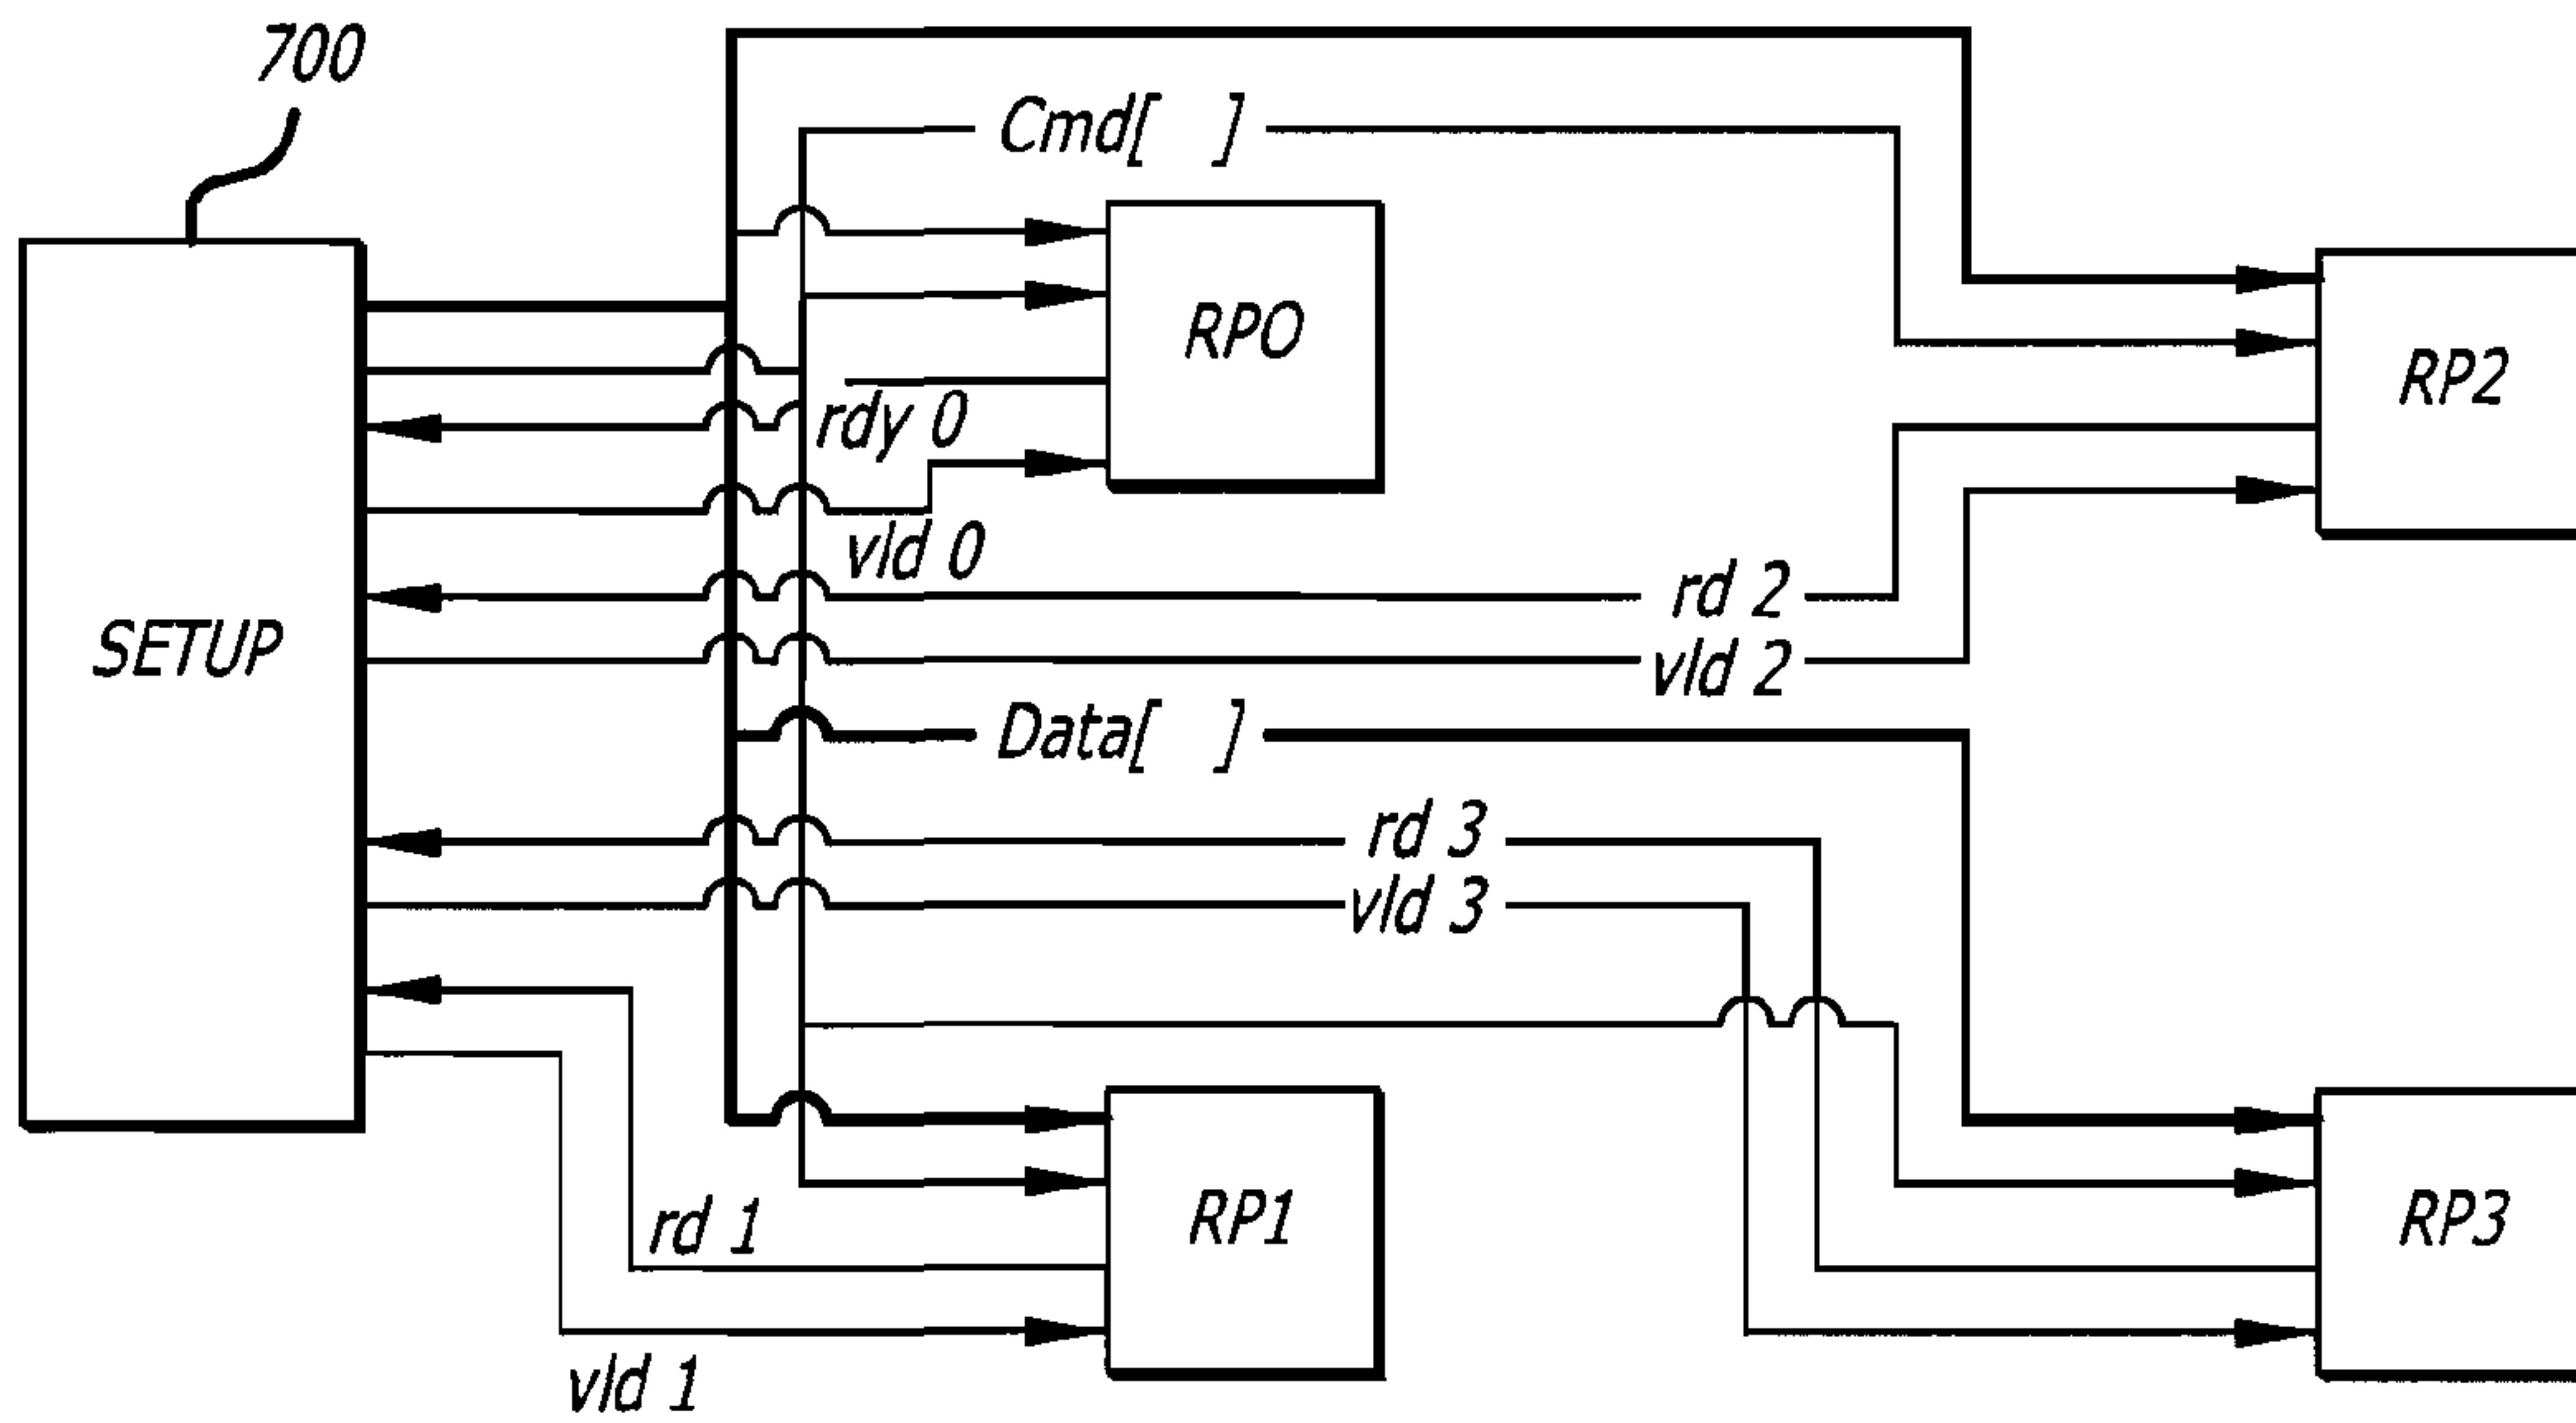 700
Cmd[ ]
RPO
RP2
rdy 0
vld 0
rd 2
SETUP
vld 2
Data[ ]
rd 3
vld 3
rd 1
RP1
RP3
vld 1